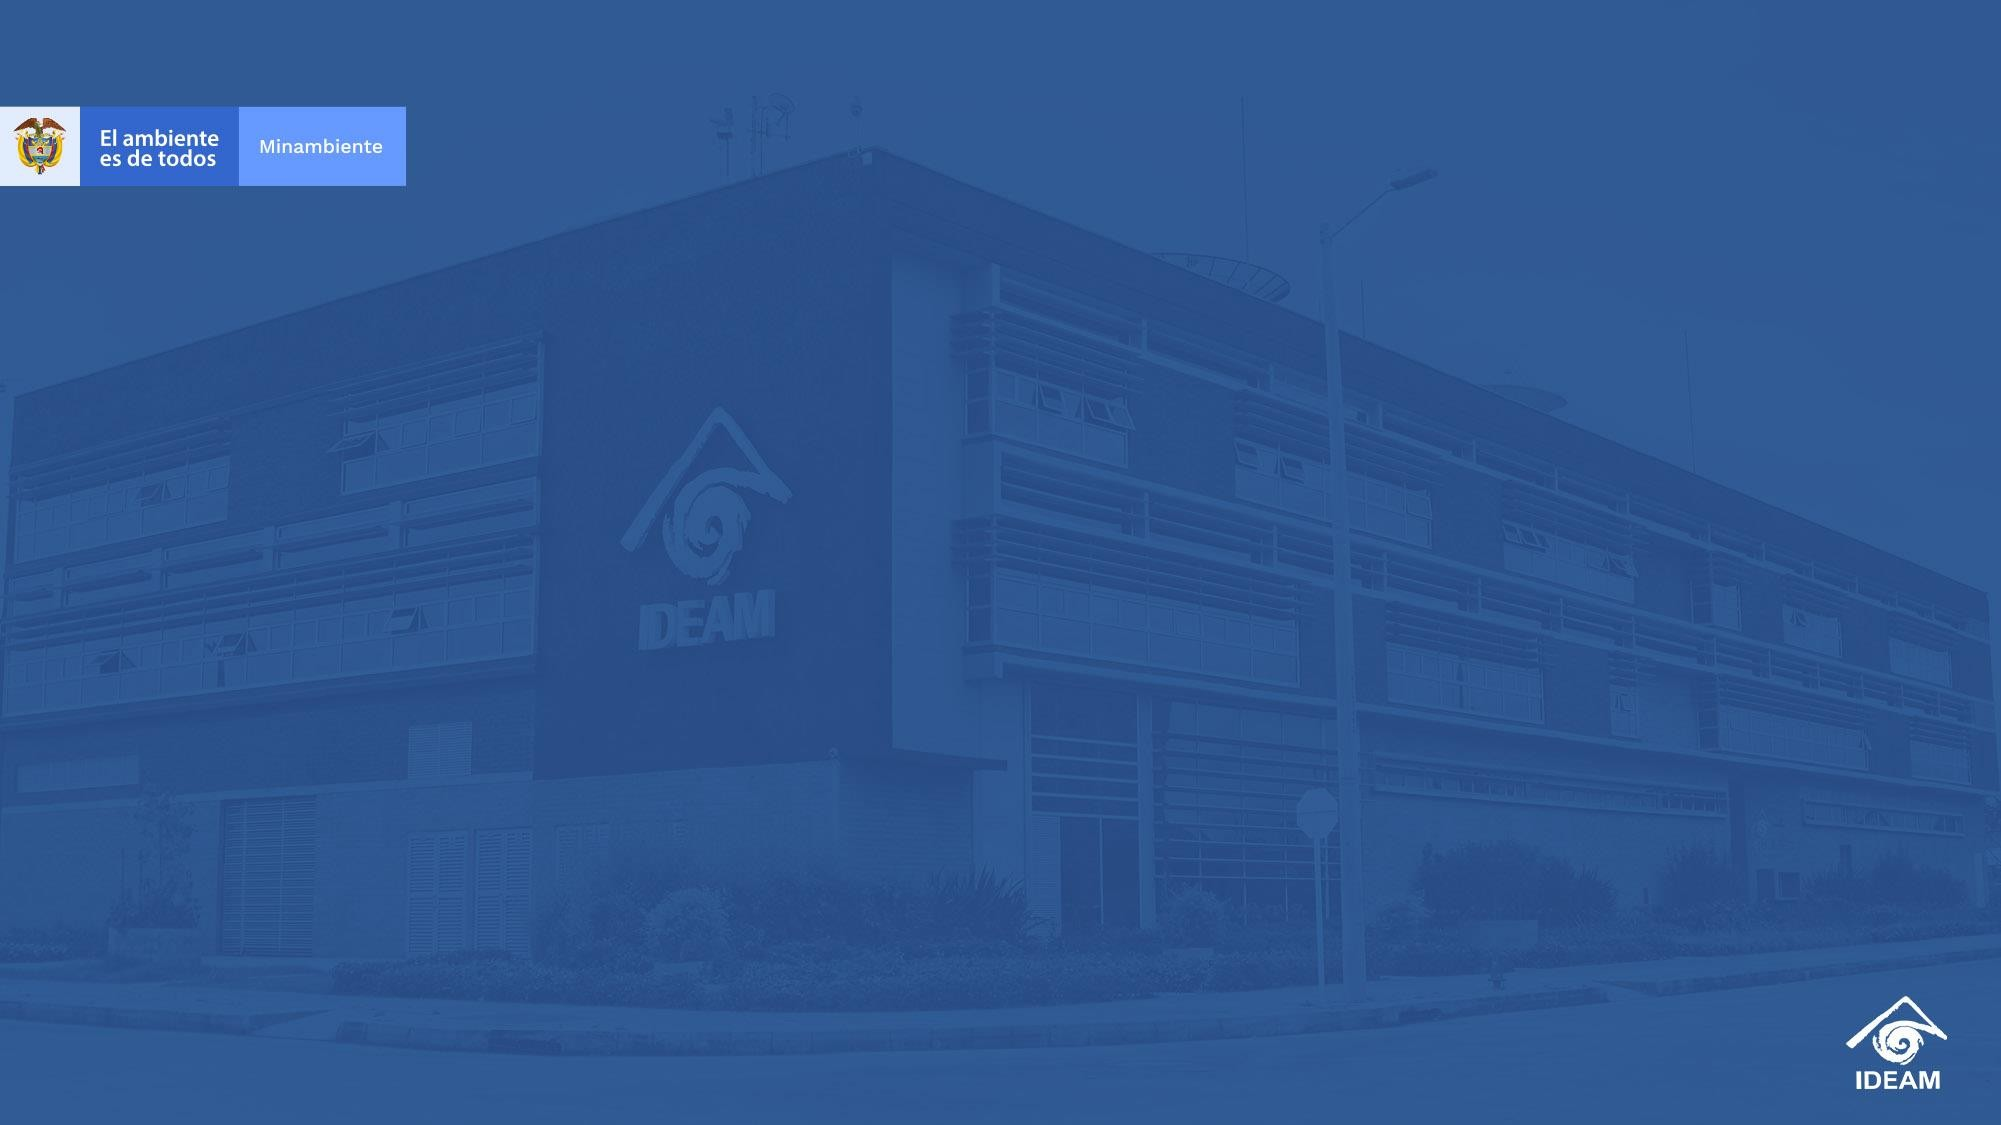 El ambiente
es de todos
Minambiente
IDEAM
IDEAM